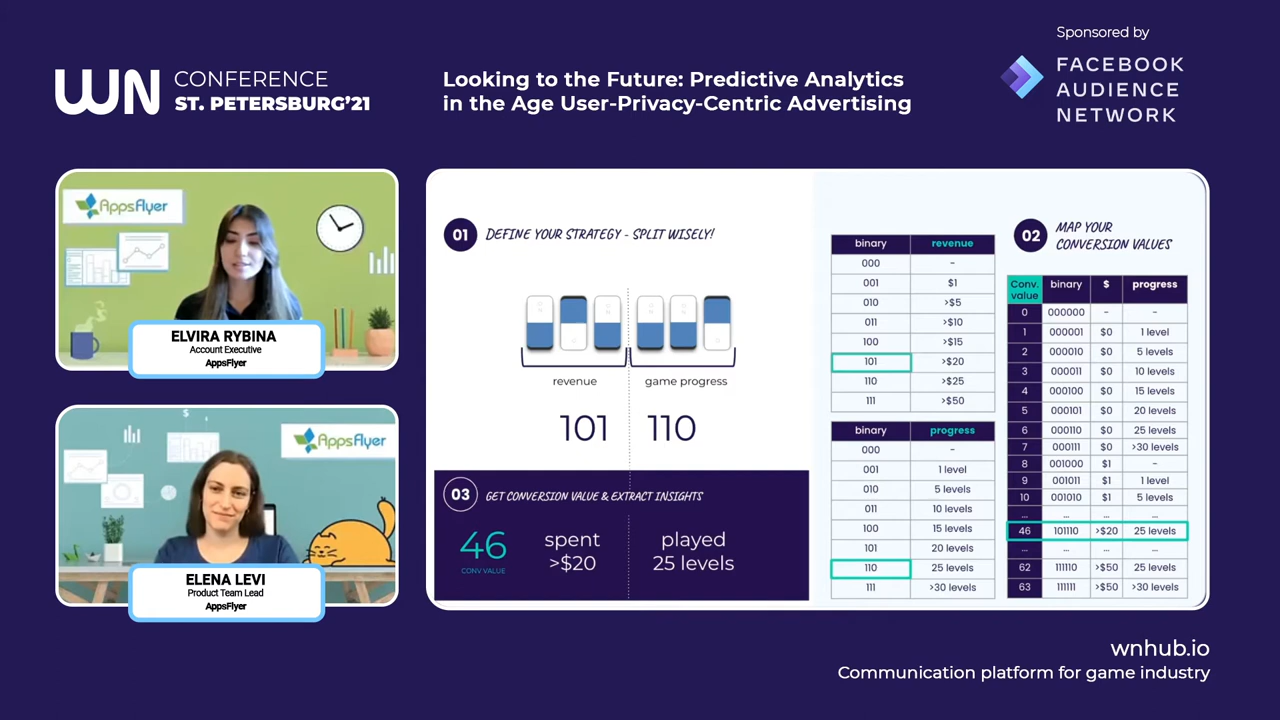 Sponsored by
WN CONFERENCE
ST. PETERSBURG'21
Looking to the Future: Predictive Analytics
in the Age User-Privacy-Centric Advertising
FACEBOOK
AUDIENCE
NETWORK
AppsFlyer
ELVIRA RYBINA
Account Executive
AppsFlyer
AppsFlyer
ELENA LEVI
Product Team Lead
AppsFlyer
01 DEFINE YOUR STRATEGY - SPLIT WISELY!
revenue game progress
101 110
03 GET CONVERSION VALUE & EXTRACT INSIGHTS
46 spent played
CONV VALUE >$20 25 levels
binary revenue
000 -
001 $1
010 >$5
011 >$10
100 >$15
101 >$20
110 >$25
111 >$50
binary progress
000 -
001 1 level
010 5 levels
011 10 levels
100 15 levels
101 20 levels
110 25 levels
111 >30 levels
02 MAP YOUR
CONVERSION VALUES
Conv. value binary $ progress
0 000000 - -
1 000001 $0 1 level
2 000010 $0 5 levels
3 000011 $0 10 levels
4 000100 $0 15 levels
5 000101 $0 20 levels
6 000110 $0 25 levels
7 000111 $0 >30 levels
8 001000 $1 -
9 001011 $1 1 level
10 001010 $1 5 levels
... ... ... ...
46 101110 >$20 25 levels
... ... ... ...
62 111110 >$50 25 levels
63 111111 >$50 >30 levels
wnhub.io
Communication platform for game industry